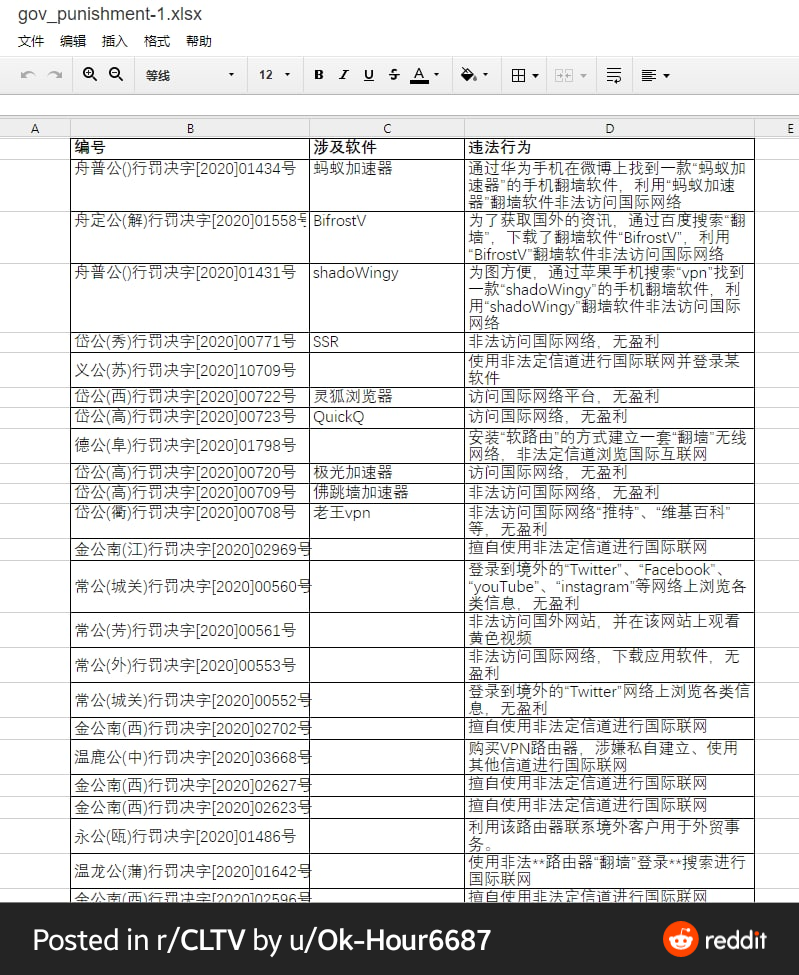 gov_punishment-1.xlsx
文件 编辑 插入 格式 帮助
等线 12 B I U S A
A B C D E
编号 涉及软件 违法行为
舟普公()行罚决字[2020]01434号 蚂蚁加速器 通过华为手机在微博上找到一款“蚂蚁加
速器”的手机翻墙软件，利用“蚂蚁加速
器”翻墙软件非法访问国际网络
舟定公(解)行罚决字[2020]01558号 BifrostV 为了获取国外的资讯，通过百度搜索“翻
墙”，下载了翻墙软件“BifrostV”，利用
“BifrostV”翻墙软件非法访问国际网络
舟普公()行罚决字[2020]01431号 shadoWingy 为图方便，通过苹果手机搜索“vpn”找到
一款“shadoWingy”的手机翻墙软件，利
用“shadoWingy”翻墙软件非法访问国际
网络
岱公(秀)行罚决字[2020]00771号 SSR 非法访问国际网络，无盈利
义公(苏)行罚决字[2020]10709号 使用非法定信道进行国际联网并登录某
软件
岱公(西)行罚决字[2020]00722号 灵狐浏览器 访问国际网络平台，无盈利
岱公(高)行罚决字[2020]00723号 QuickQ 访问国际网络，无盈利
德公(阜)行罚决字[2020]01798号 安装“软路由”的方式建立一套“翻墙”无线
网络，非法定信道浏览国际互联网
岱公(高)行罚决字[2020]00720号 极光加速器 访问国际网络，无盈利
岱公(高)行罚决字[2020]00709号 佛跳墙加速器 非法访问国际网络，无盈利
岱公(衢)行罚决字[2020]00708号 老王vpn 非法访问国际网络“推特”、“维基百科”
等，无盈利
金公南(江)行罚决字[2020]02969号 擅自使用非法定信道进行国际联网
常公(城关)行罚决字[2020]00560号 登录到境外的“Twitter”、“Facebook”、
“youTube”、“instagram”等网络上浏览各
类信息，无盈利
常公(芳)行罚决字[2020]00561号 非法访问国外网站，并在该网站上观看
黄色视频
常公(外)行罚决字[2020]00553号 非法访问国际网络，下载应用软件，无
盈利
常公(城关)行罚决字[2020]00552号 登录到境外的“Twitter”网络上浏览各类信
息，无盈利
金公南(西)行罚决字[2020]02702号 擅自使用非法定信道进行国际联网
温鹿公(中)行罚决字[2020]03668号 购买VPN路由器，涉嫌私自建立、使用
其他信道进行国际联网
金公南(西)行罚决字[2020]02627号 擅自使用非法定信道进行国际联网
金公南(西)行罚决字[2020]02623号 擅自使用非法定信道进行国际联网
永公(瓯)行罚决字[2020]01486号 利用该路由器联系境外客户用于外贸事
务。
温龙公(蒲)行罚决字[2020]01642号 使用非法**路由器“翻墙”登录**搜索进行
国际联网
金公南(西)行罚决字[2020]02596号 擅自使用非法定信道进行国际联网
Posted in r/CLTV by u/Ok-Hour6687
reddit